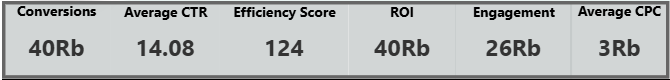 Conversions Average CTR Efficiency Score ROI Engagement Average CPC
40Rb 14.08 124 40Rb 26Rb 3Rb